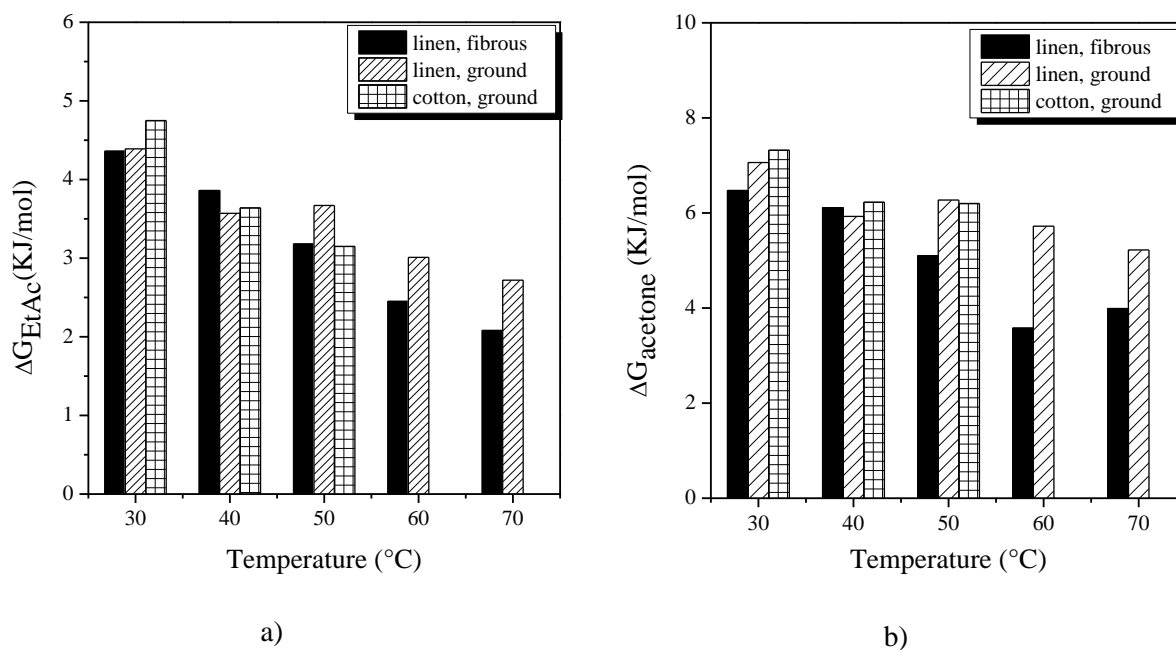 6
5
4
3
2
1
0
ΔG_EtAc (KJ/mol)
linen, fibrous
linen, ground
cotton, ground
30 40 50 60 70
Temperature (°C)
a)
10
8
6
4
2
0
ΔG_acetone (KJ/mol)
linen, fibrous
linen, ground
cotton, ground
30 40 50 60 70
Temperature (°C)
b)